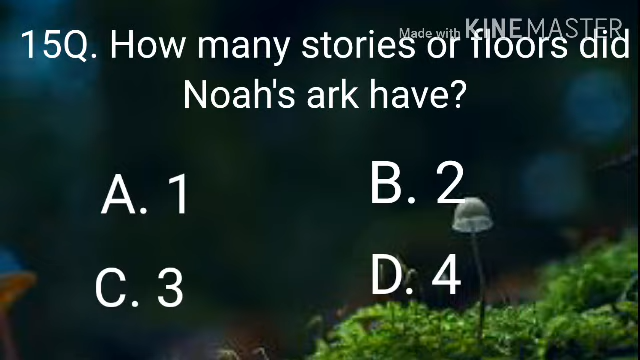 Made with KINEMASTER
15Q. How many stories or floors did
Noah's ark have?
A. 1
B. 2
C. 3
D. 4